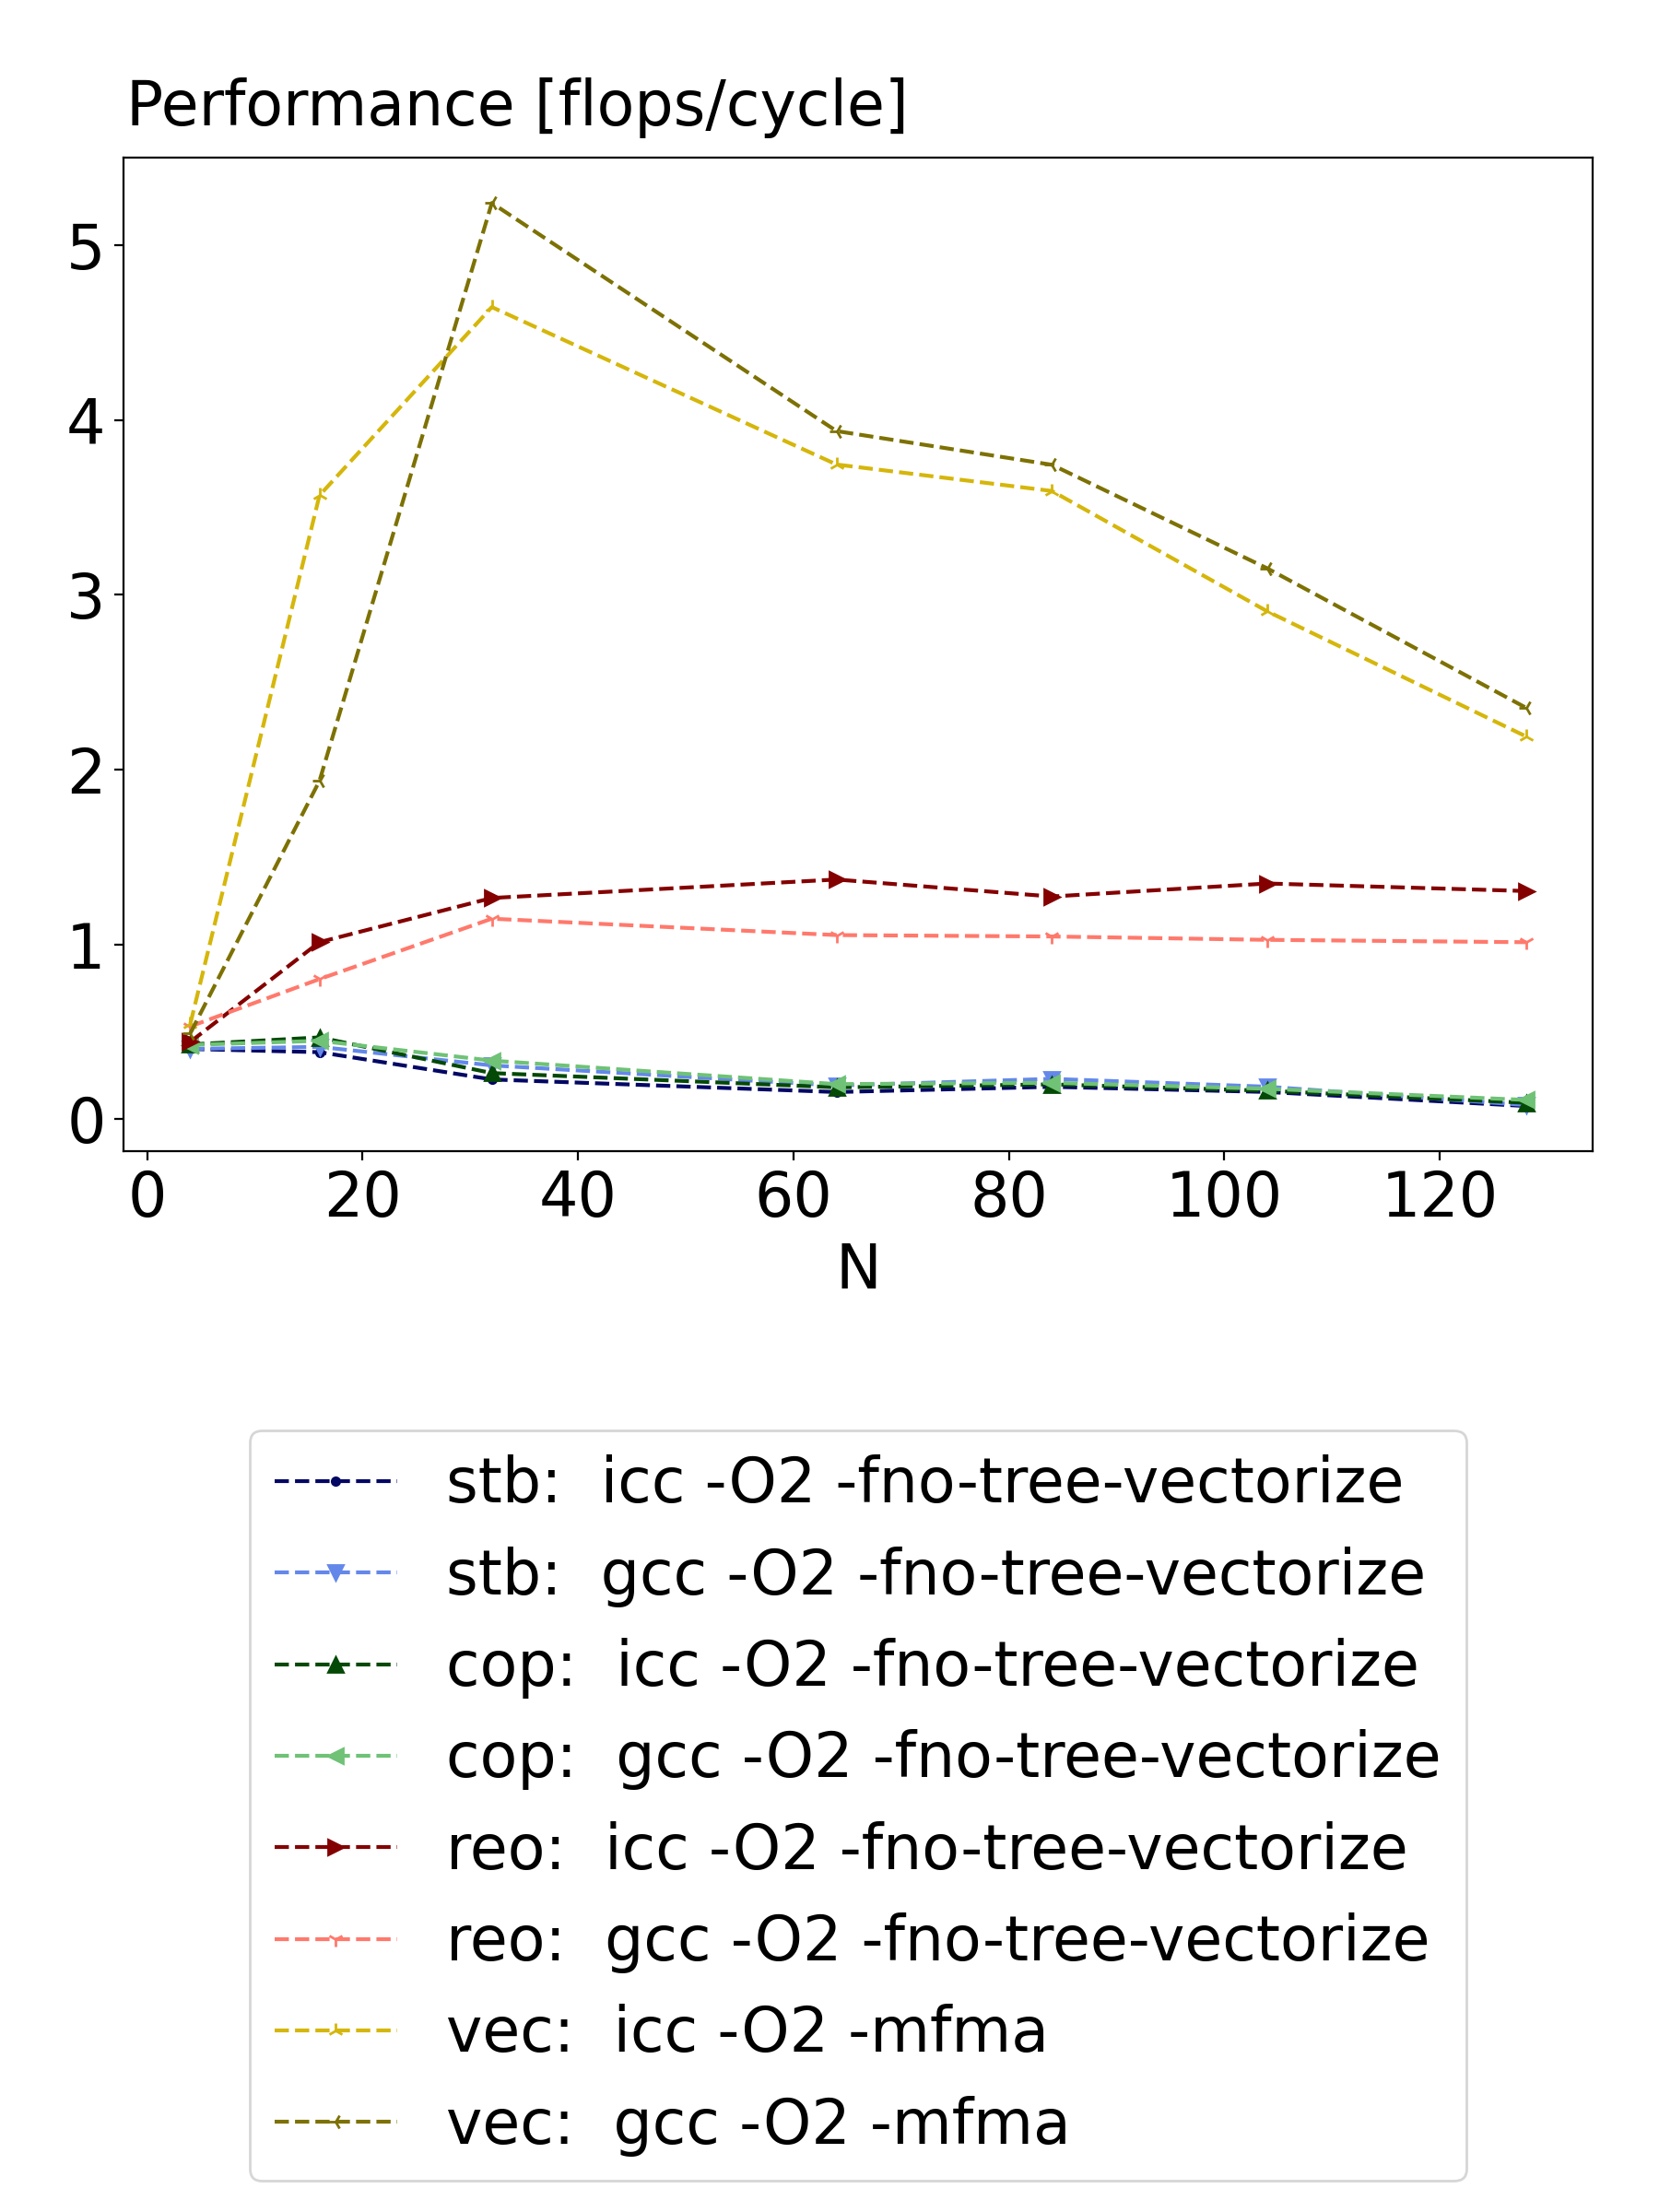 Performance [flops/cycle]
5
4
3
2
1
0
0 20 40 60 80 100 120
N
stb: icc -O2 -fno-tree-vectorize
stb: gcc -O2 -fno-tree-vectorize
cop: icc -O2 -fno-tree-vectorize
cop: gcc -O2 -fno-tree-vectorize
reo: icc -O2 -fno-tree-vectorize
reo: gcc -O2 -fno-tree-vectorize
vec: icc -O2 -mfma
vec: gcc -O2 -mfma